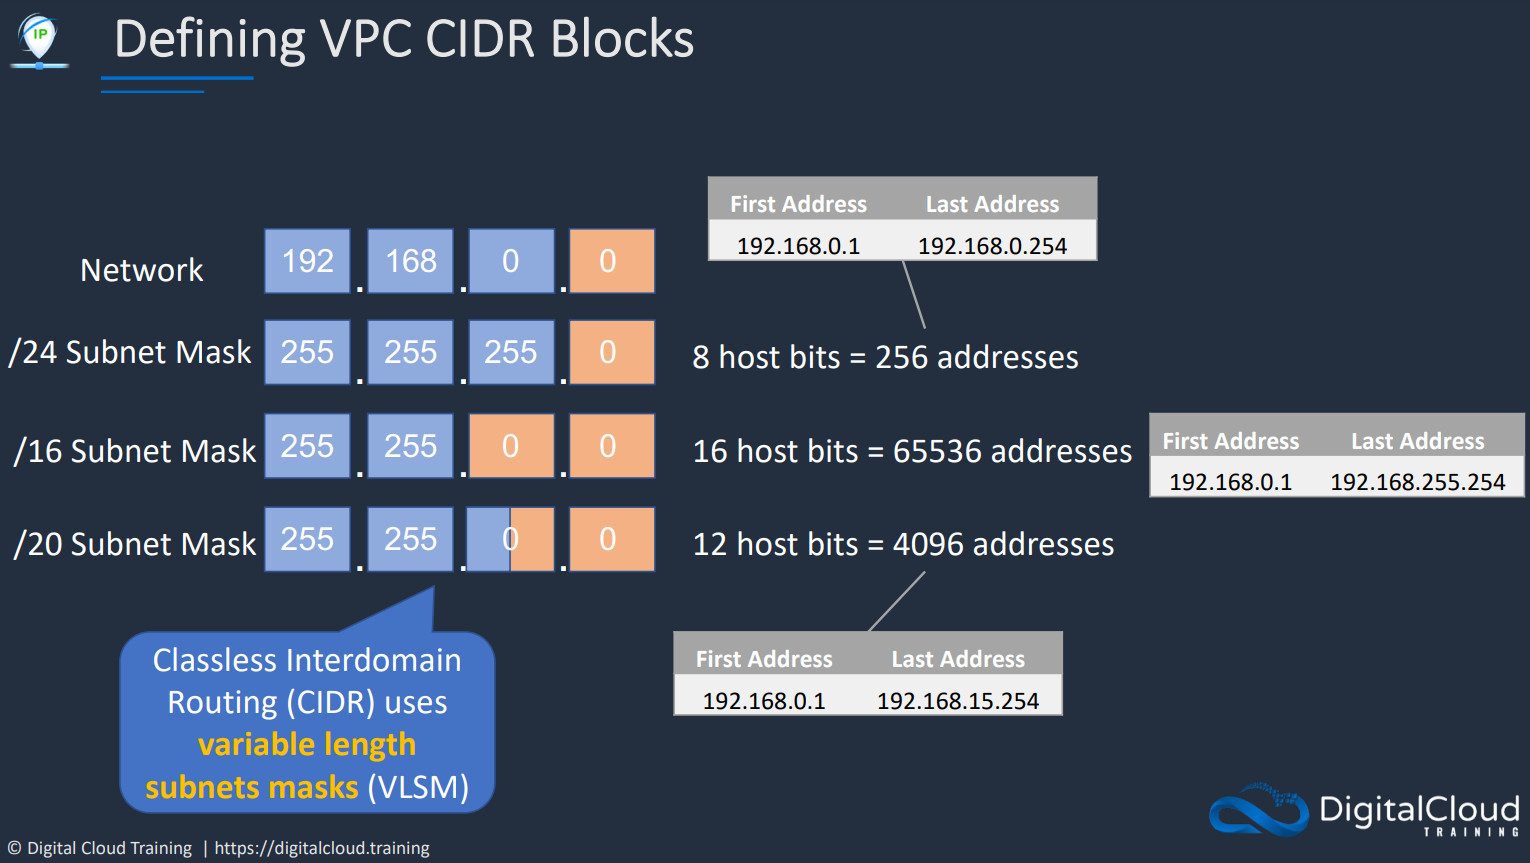 IP
Defining VPC CIDR Blocks
First Address Last Address
192.168.0.1 192.168.0.254
Network 192 . 168 . 0 . 0
/24 Subnet Mask 255 . 255 . 255 . 0 8 host bits = 256 addresses
/16 Subnet Mask 255 . 255 . 0 . 0 16 host bits = 65536 addresses
First Address Last Address
192.168.0.1 192.168.255.254
/20 Subnet Mask 255 . 255 . 0 . 0 12 host bits = 4096 addresses
First Address Last Address
192.168.0.1 192.168.15.254
Classless Interdomain
Routing (CIDR) uses
variable length
subnets masks (VLSM)
DigitalCloud
TRAINING
© Digital Cloud Training | https://digitalcloud.training